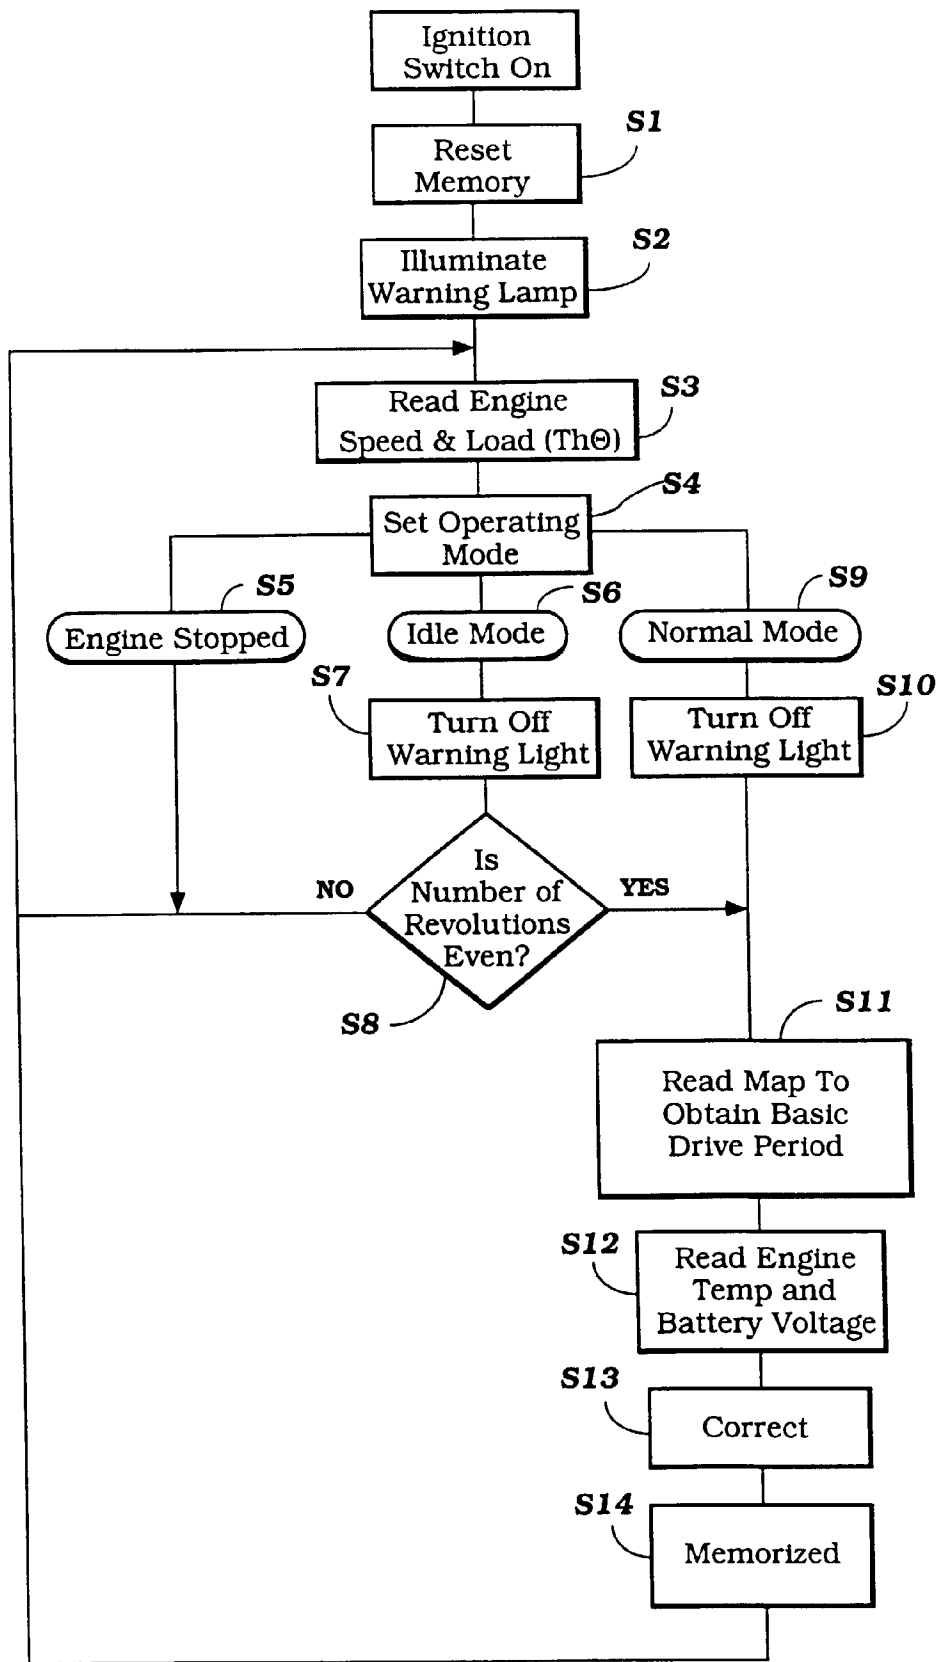 Ignition
Switch On
S1
Reset
Memory
S2
Illuminate
Warning Lamp
S3
Read Engine
Speed & Load (ThΘ)
S4
Set Operating
Mode
S5
Engine Stopped
S6
Idle Mode
S9
Normal Mode
S7
Turn Off
Warning Light
S10
Turn Off
Warning Light
Is
Number of
Revolutions
Even?
NO
YES
S8
S11
Read Map To
Obtain Basic
Drive Period
S12
Read Engine
Temp and
Battery Voltage
S13
Correct
S14
Memorized